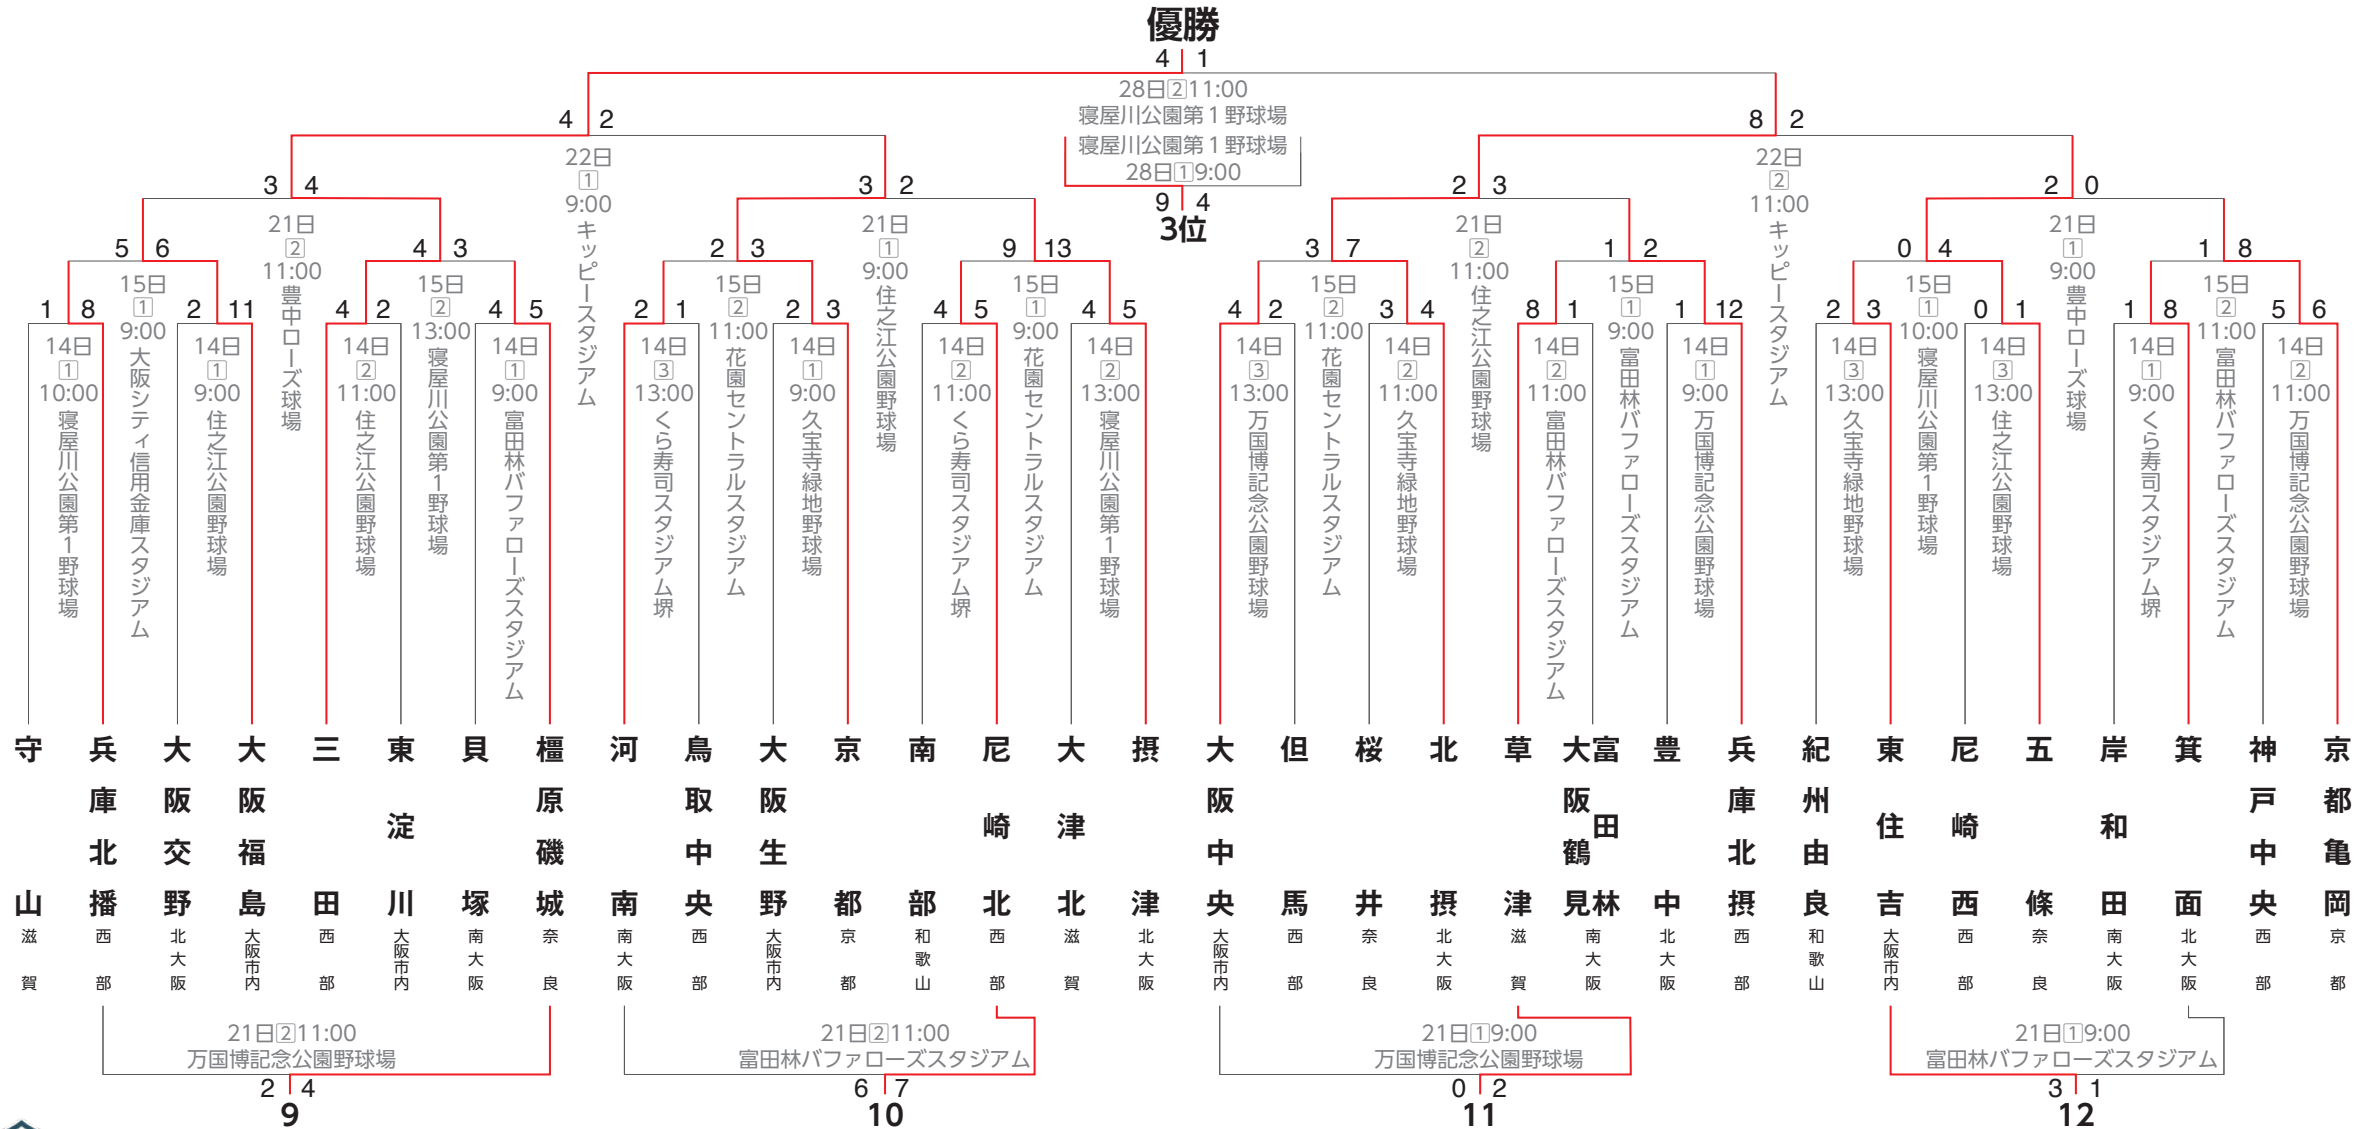 優勝
4 1
28日②11:00
寝屋川公園第1野球場
寝屋川公園第1野球場
28日①9:00
9 4
3位
4 2
22日
①
9:00
キッピースタジアム
8 2
22日
②
11:00
キッピースタジアム
3 4
21日
②
11:00
豊中ローズ球場
3 2
21日
①
9:00
住之江公園野球場
2 3
21日
②
11:00
住之江公園野球場
2 0
21日
①
9:00
豊中ローズ球場
5 6
15日
①
9:00
大阪シティ信用金庫スタジアム
4 3
15日
②
13:00
寝屋川公園第1野球場
2 3
15日
②
11:00
花園セントラルスタジアム
9 13
15日
①
9:00
花園セントラルスタジアム
3 7
15日
②
11:00
花園セントラルスタジアム
1 2
15日
①
9:00
富田林バファローズスタジアム
0 4
15日
①
10:00
寝屋川公園第1野球場
1 8
15日
②
11:00
富田林バファローズスタジアム
1 8
14日
①
10:00
寝屋川公園第1野球場
2 11
14日
①
9:00
住之江公園野球場
4 2
14日
②
11:00
住之江公園野球場
4 5
14日
①
9:00
富田林バファローズスタジアム
2 1
14日
③
13:00
くら寿司スタジアム堺
2 3
14日
①
9:00
久宝寺緑地野球場
4 5
14日
②
11:00
くら寿司スタジアム堺
4 5
14日
②
13:00
寝屋川公園第1野球場
4 2
14日
③
13:00
万国博記念公園野球場
3 4
14日
②
11:00
久宝寺緑地野球場
8 1
14日
②
11:00
富田林バファローズスタジアム
1 12
14日
①
9:00
万国博記念公園野球場
2 3
14日
③
13:00
久宝寺緑地野球場
0 1
14日
③
13:00
住之江公園野球場
1 8
14日
①
9:00
くら寿司スタジアム堺
5 6
14日
②
11:00
万国博記念公園野球場
守山
滋賀
兵庫北播
西部
大阪交野
北大阪
大阪福島
大阪市内
三田
西部
東淀川
大阪市内
貝塚
南大阪
橿原磯城
奈良
河南
南大阪
鳥取中央
西部
大阪生野
大阪市内
京都
京都
南部
和歌山
尼崎北
西部
大津北
滋賀
摂津
北大阪
大阪中央
大阪市内
但馬
西部
桜井
奈良
北摂
北大阪
草津
滋賀
大阪鶴見
富田林
南大阪
豊中
北大阪
兵庫北摂
西部
紀州由良
和歌山
東住吉
大阪市内
尼崎西
西部
五條
奈良
岸和田
南大阪
箕面
北大阪
神戸中央
西部
京都亀岡
京都
21日②11:00
万国博記念公園野球場
2 4
9
21日②11:00
富田林バファローズスタジアム
6 7
10
21日①9:00
万国博記念公園野球場
0 2
11
21日①9:00
富田林バファローズスタジアム
3 1
12